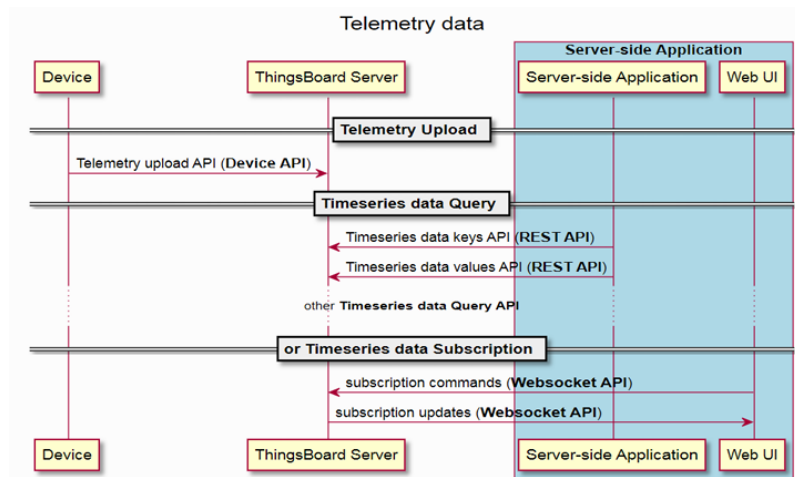 Telemetry data
Server-side Application
Device
ThingsBoard Server
Server-side Application
Web UI
Telemetry Upload
Telemetry upload API (Device API)
Timeseries data Query
Timeseries data keys API (REST API)
Timeseries data values API (REST API)
other Timeseries data Query API
or Timeseries data Subscription
subscription commands (Websocket API)
subscription updates (Websocket API)
Device
ThingsBoard Server
Server-side Application
Web UI